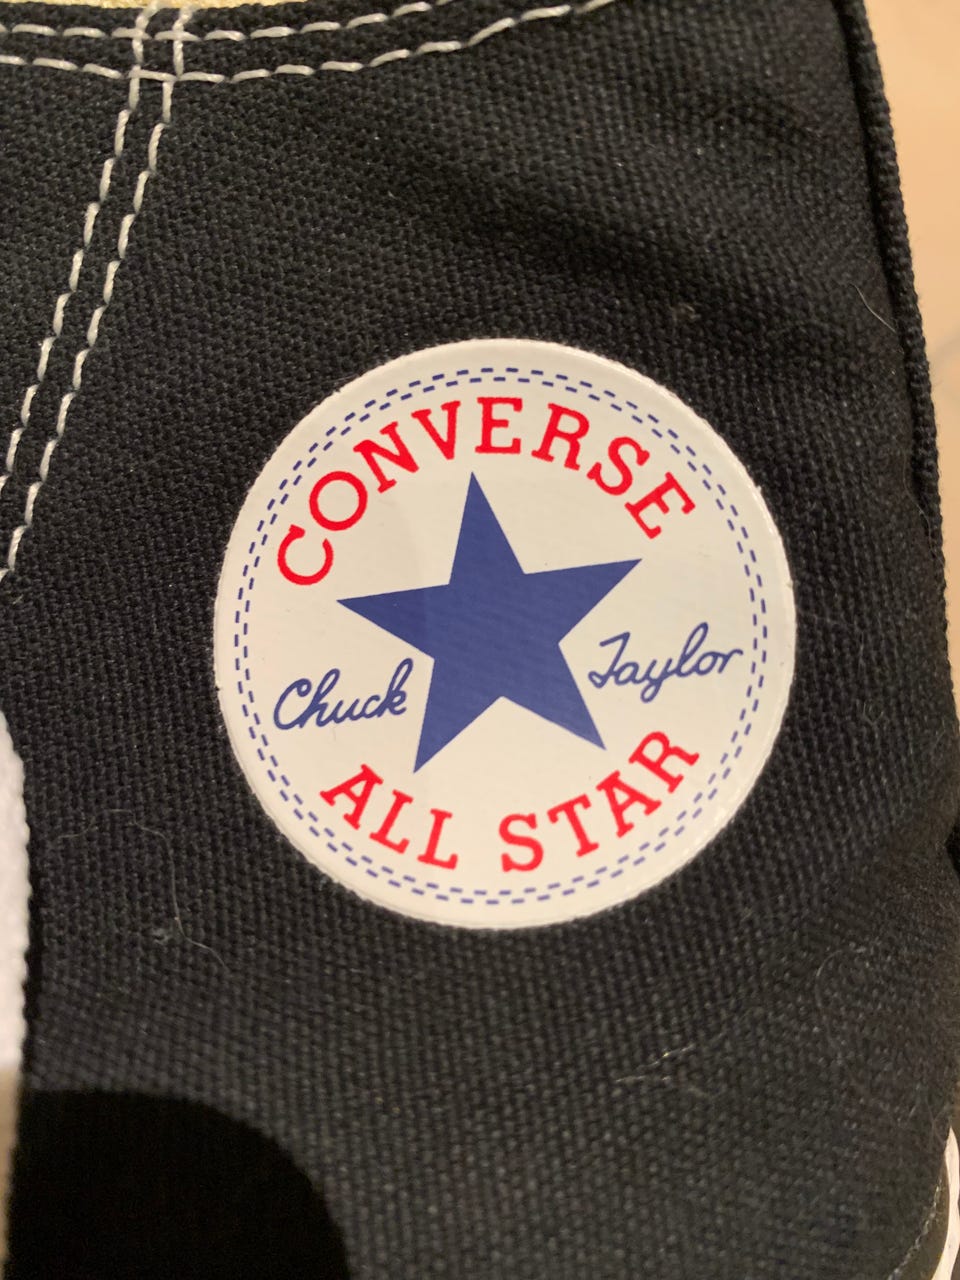 CONVERSE
Chuck Taylor
ALL STAR